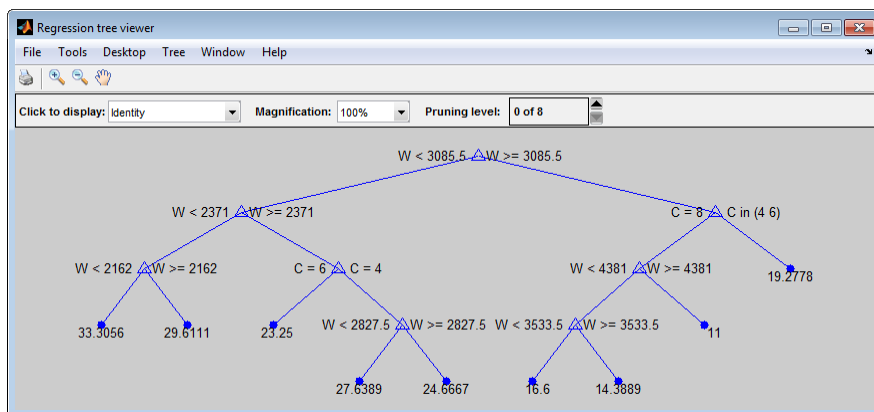 Regression tree viewer
File Tools Desktop Tree Window Help
Click to display: Identity Magnification: 100% Pruning level: 0 of 8
W < 3085.5 W >= 3085.5
W < 2371 W >= 2371 C = 8 C in (4 6)
W < 2162 W >= 2162 C = 6 C = 4 W < 4381 W >= 4381
19.2778
33.3056 29.6111 23.25 W < 2827.5 W >= 2827.5 W < 3533.5 W >= 3533.5 11
27.6389 24.6667 16.6 14.3889